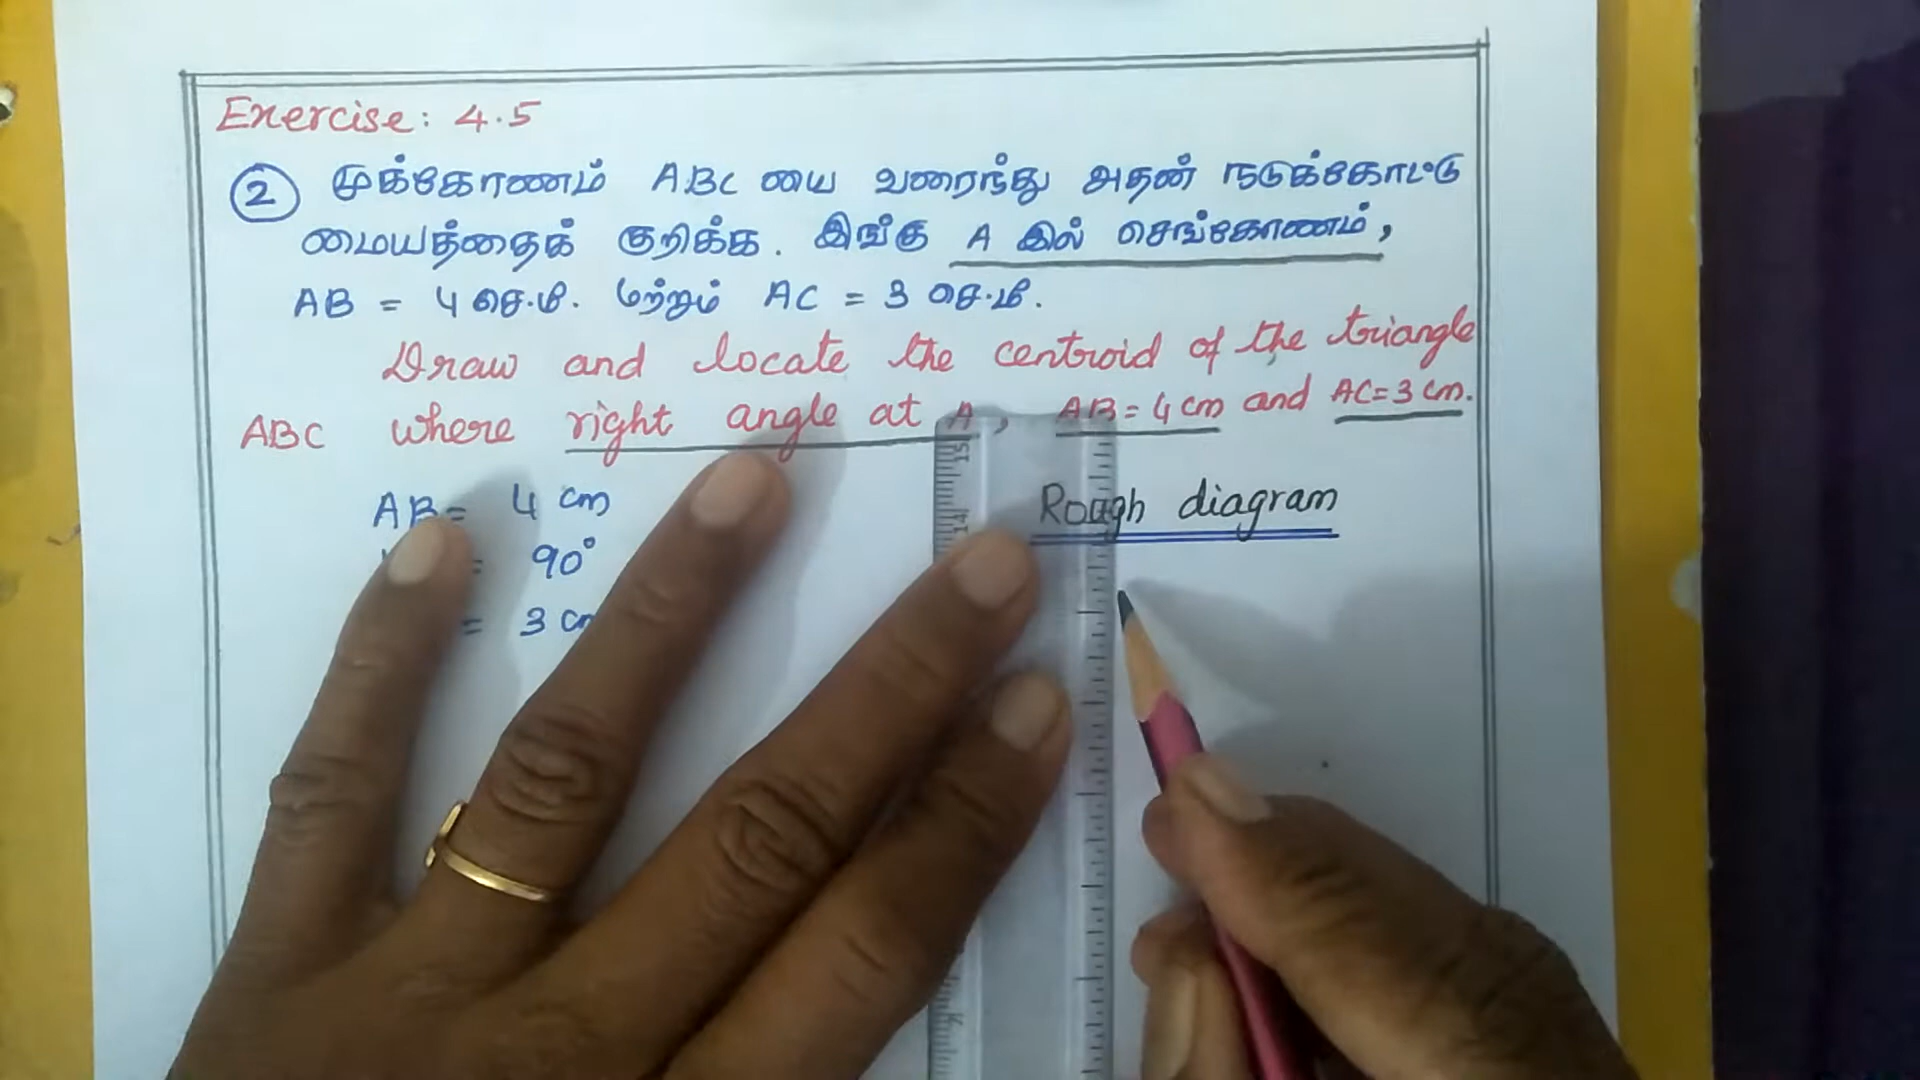 Exercise: 4.5
② முக்கோணம் ABC யை வரைந்து அதன் நடுக்கோட்டு
மையத்தைக் குறிக்க. இங்கு A இல் செங்கோணம்,
AB = 4 செ.மீ. மற்றும் AC = 3 செ.மீ.
Draw and locate the centroid of the triangle
ABC where right angle at A, AB = 4 cm and AC = 3 cm.
AB = 4 cm
= 90°
= 3 cm
Rough diagram
15
14